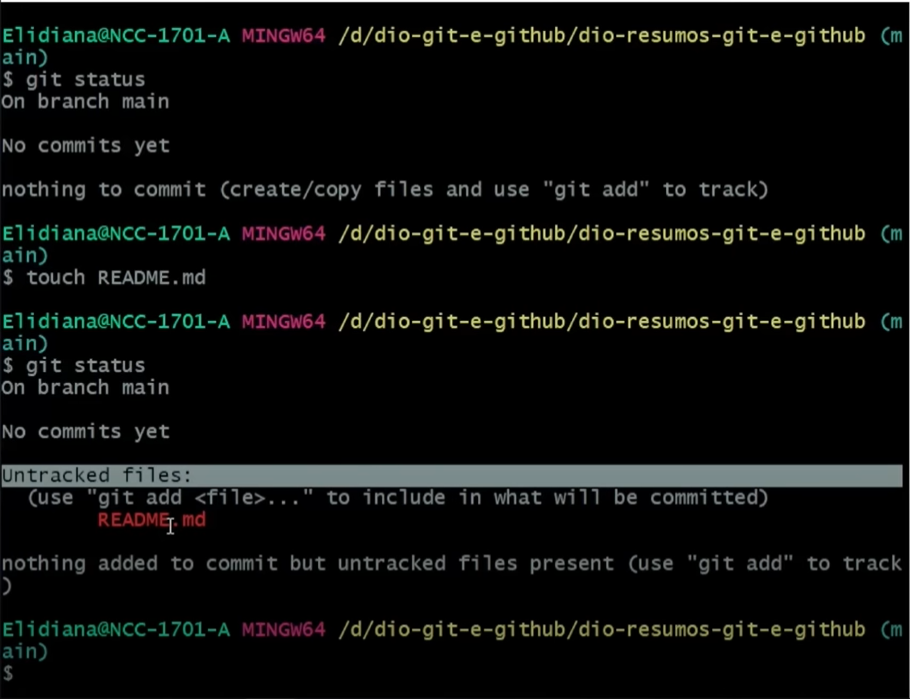 Elidiana@NCC-1701-A MINGW64 /d/dio-git-e-github/dio-resumos-git-e-github (m
ain)
$ git status
On branch main
No commits yet
nothing to commit (create/copy files and use "git add" to track)
Elidiana@NCC-1701-A MINGW64 /d/dio-git-e-github/dio-resumos-git-e-github (m
ain)
$ touch README.md
Elidiana@NCC-1701-A MINGW64 /d/dio-git-e-github/dio-resumos-git-e-github (m
ain)
$ git status
On branch main
No commits yet
Untracked files:
(use "git add <file>..." to include in what will be committed)
README.md
nothing added to commit but untracked files present (use "git add" to track
)
Elidiana@NCC-1701-A MINGW64 /d/dio-git-e-github/dio-resumos-git-e-github (m
ain)
$